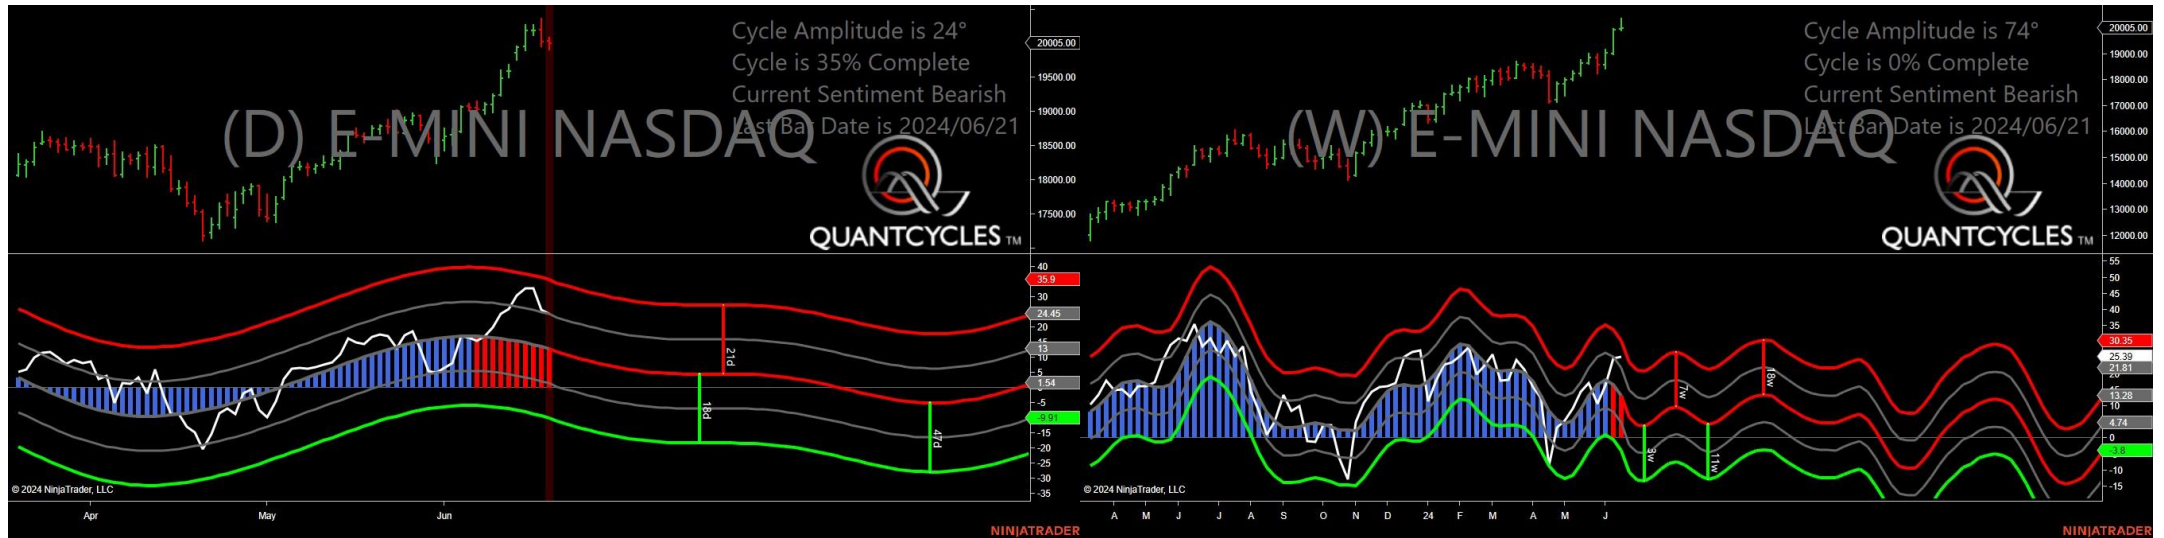 Cycle Amplitude is 24°
Cycle is 35% Complete
Current Sentiment Bearish
Last Bar Date is 2024/06/21
(D) E-MINI NASDAQ
QUANTCYCLES TM
20005.00
19500.00
19000.00
18500.00
18000.00
17500.00
40
35.9
30
24.45
20
15
13
10
5
1.54
-5
-9.91
-15
-20
-25
-30
-35
21d
18d
47d
© 2024 NinjaTrader, LLC
Apr May Jun
NINJATRADER
Cycle Amplitude is 74°
Cycle is 0% Complete
Current Sentiment Bearish
Last Bar Date is 2024/06/21
(W) E-MINI NASDAQ
QUANTCYCLES TM
20005.00
19000.00
18000.00
17000.00
16000.00
15000.00
14000.00
13000.00
12000.00
55
50
45
40
35
30.35
25.39
21.81
15
13.28
10
4.74
0
-3.8
-10
-15
7w
18w
11w
© 2024 NinjaTrader, LLC
A M J J A S O N D 24 F M A M J
NINJATRADER